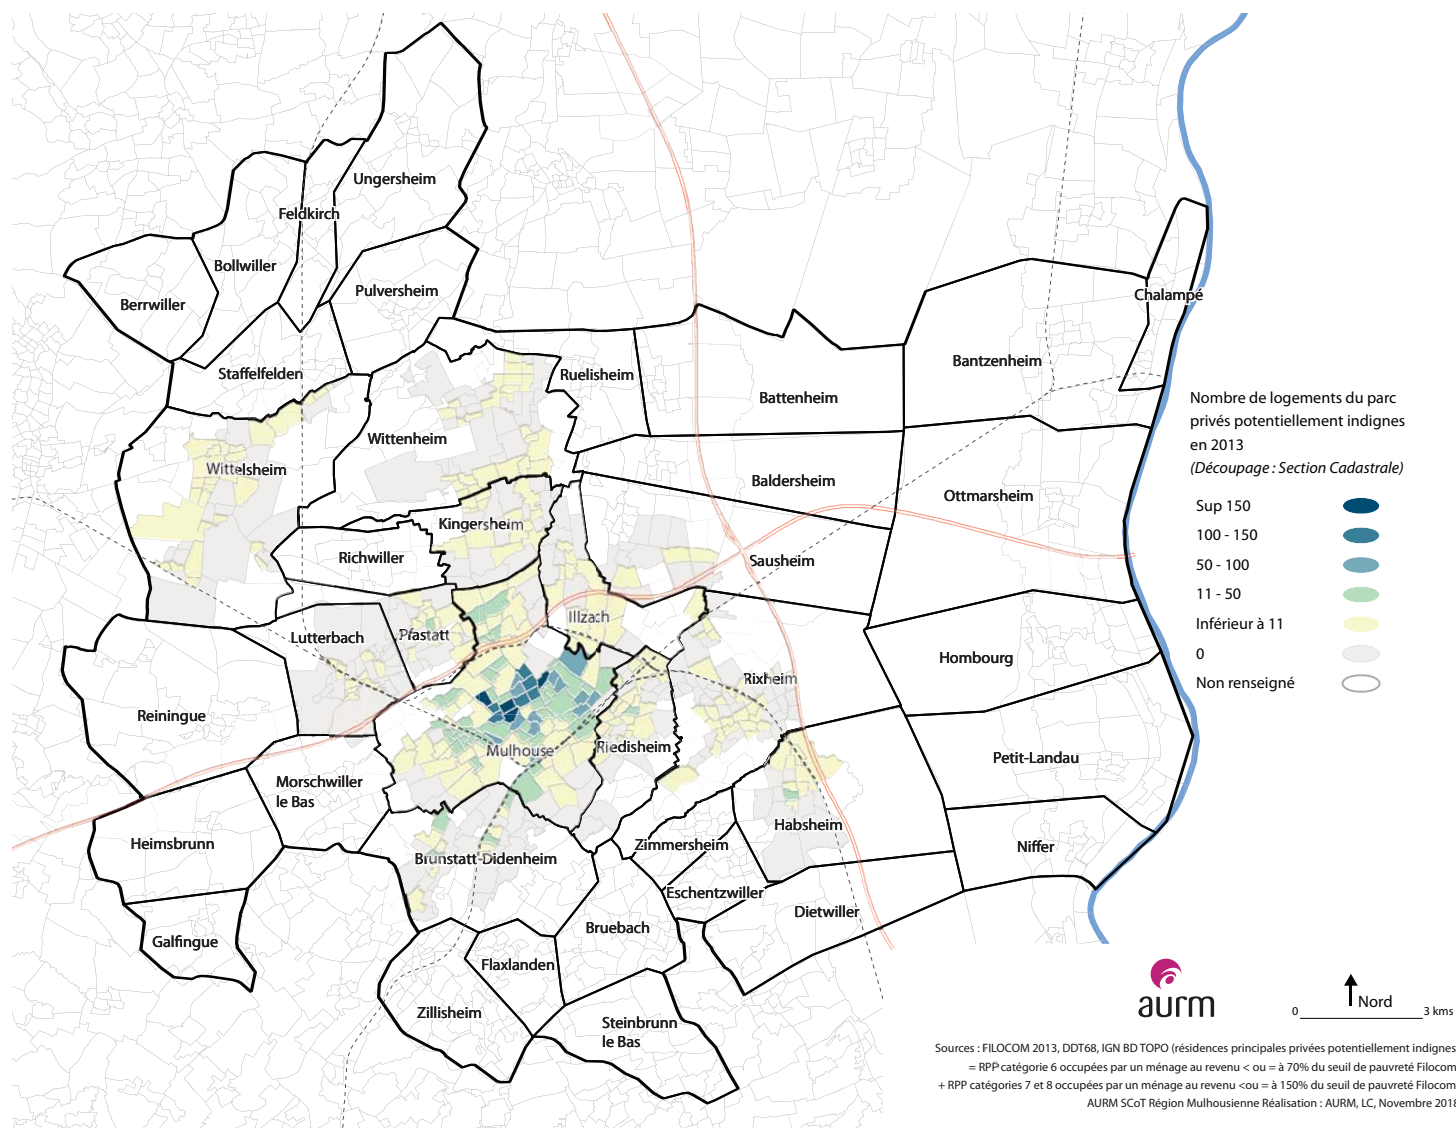 Ungersheim
Feldkirch
Bollwiller
Berrwiller
Pulversheim
Chalampé
Staffelfelden
Ruelisheim
Bantzenheim
Battenheim
Wittenheim
Wittelsheim
Baldersheim
Ottmarsheim
Kingersheim
Richwiller
Sausheim
Illzach
Lutterbach
Pfastatt
Hombourg
Rixheim
Reiningue
Mulhouse
Riedisheim
Petit-Landau
Morschwiller
le Bas
Heimsbrunn
Habsheim
Zimmersheim
Niffer
Brunstatt-Didenheim
Eschentzwiller
Dietwiller
Bruebach
Galfingue
Flaxlanden
Zillisheim
Steinbrunn
le Bas
Nombre de logements du parc
privés potentiellement indignes
en 2013
(Découpage : Section Cadastrale)
Sup 150
100 - 150
50 - 100
11 - 50
Inférieur à 11
0
Non renseigné
aurm
Nord
0 3 kms
Sources : FILOCOM 2013, DDT68, IGN BD TOPO (résidences principales privées potentiellement indignes
= RPP catégorie 6 occupées par un ménage au revenu < ou = à 70% du seuil de pauvreté Filocom
+ RPP catégories 7 et 8 occupées par un ménage au revenu <ou = à 150% du seuil de pauvreté Filocom
AURM SCoT Région Mulhousienne Réalisation : AURM, LC, Novembre 2018